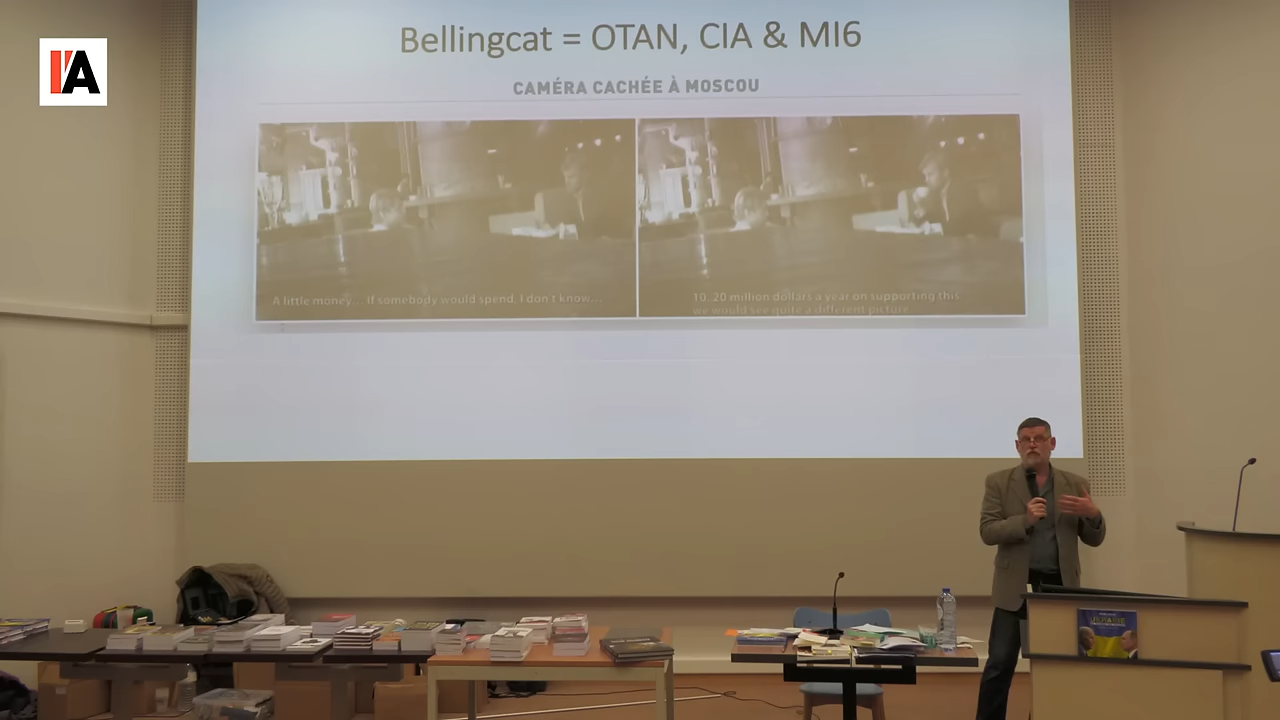 I'A
Bellingcat = OTAN, CIA & MI6
CAMÉRA CACHÉE À MOSCOU
A little money... If somebody would spend, I don t know...
10..20 million dollars a year on supporting this
we would see quite a different picture